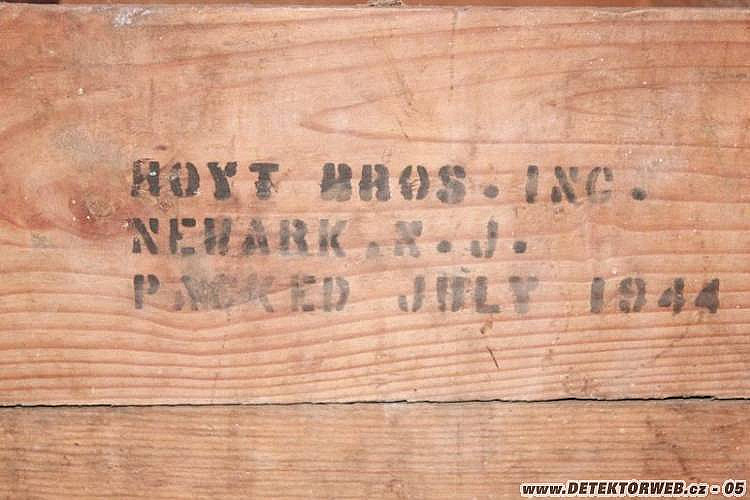 HOYT BROS. INC.
NEWARK, N.J.
PACKED JULY 1944
www.DETEKTORWEB.cz - 05